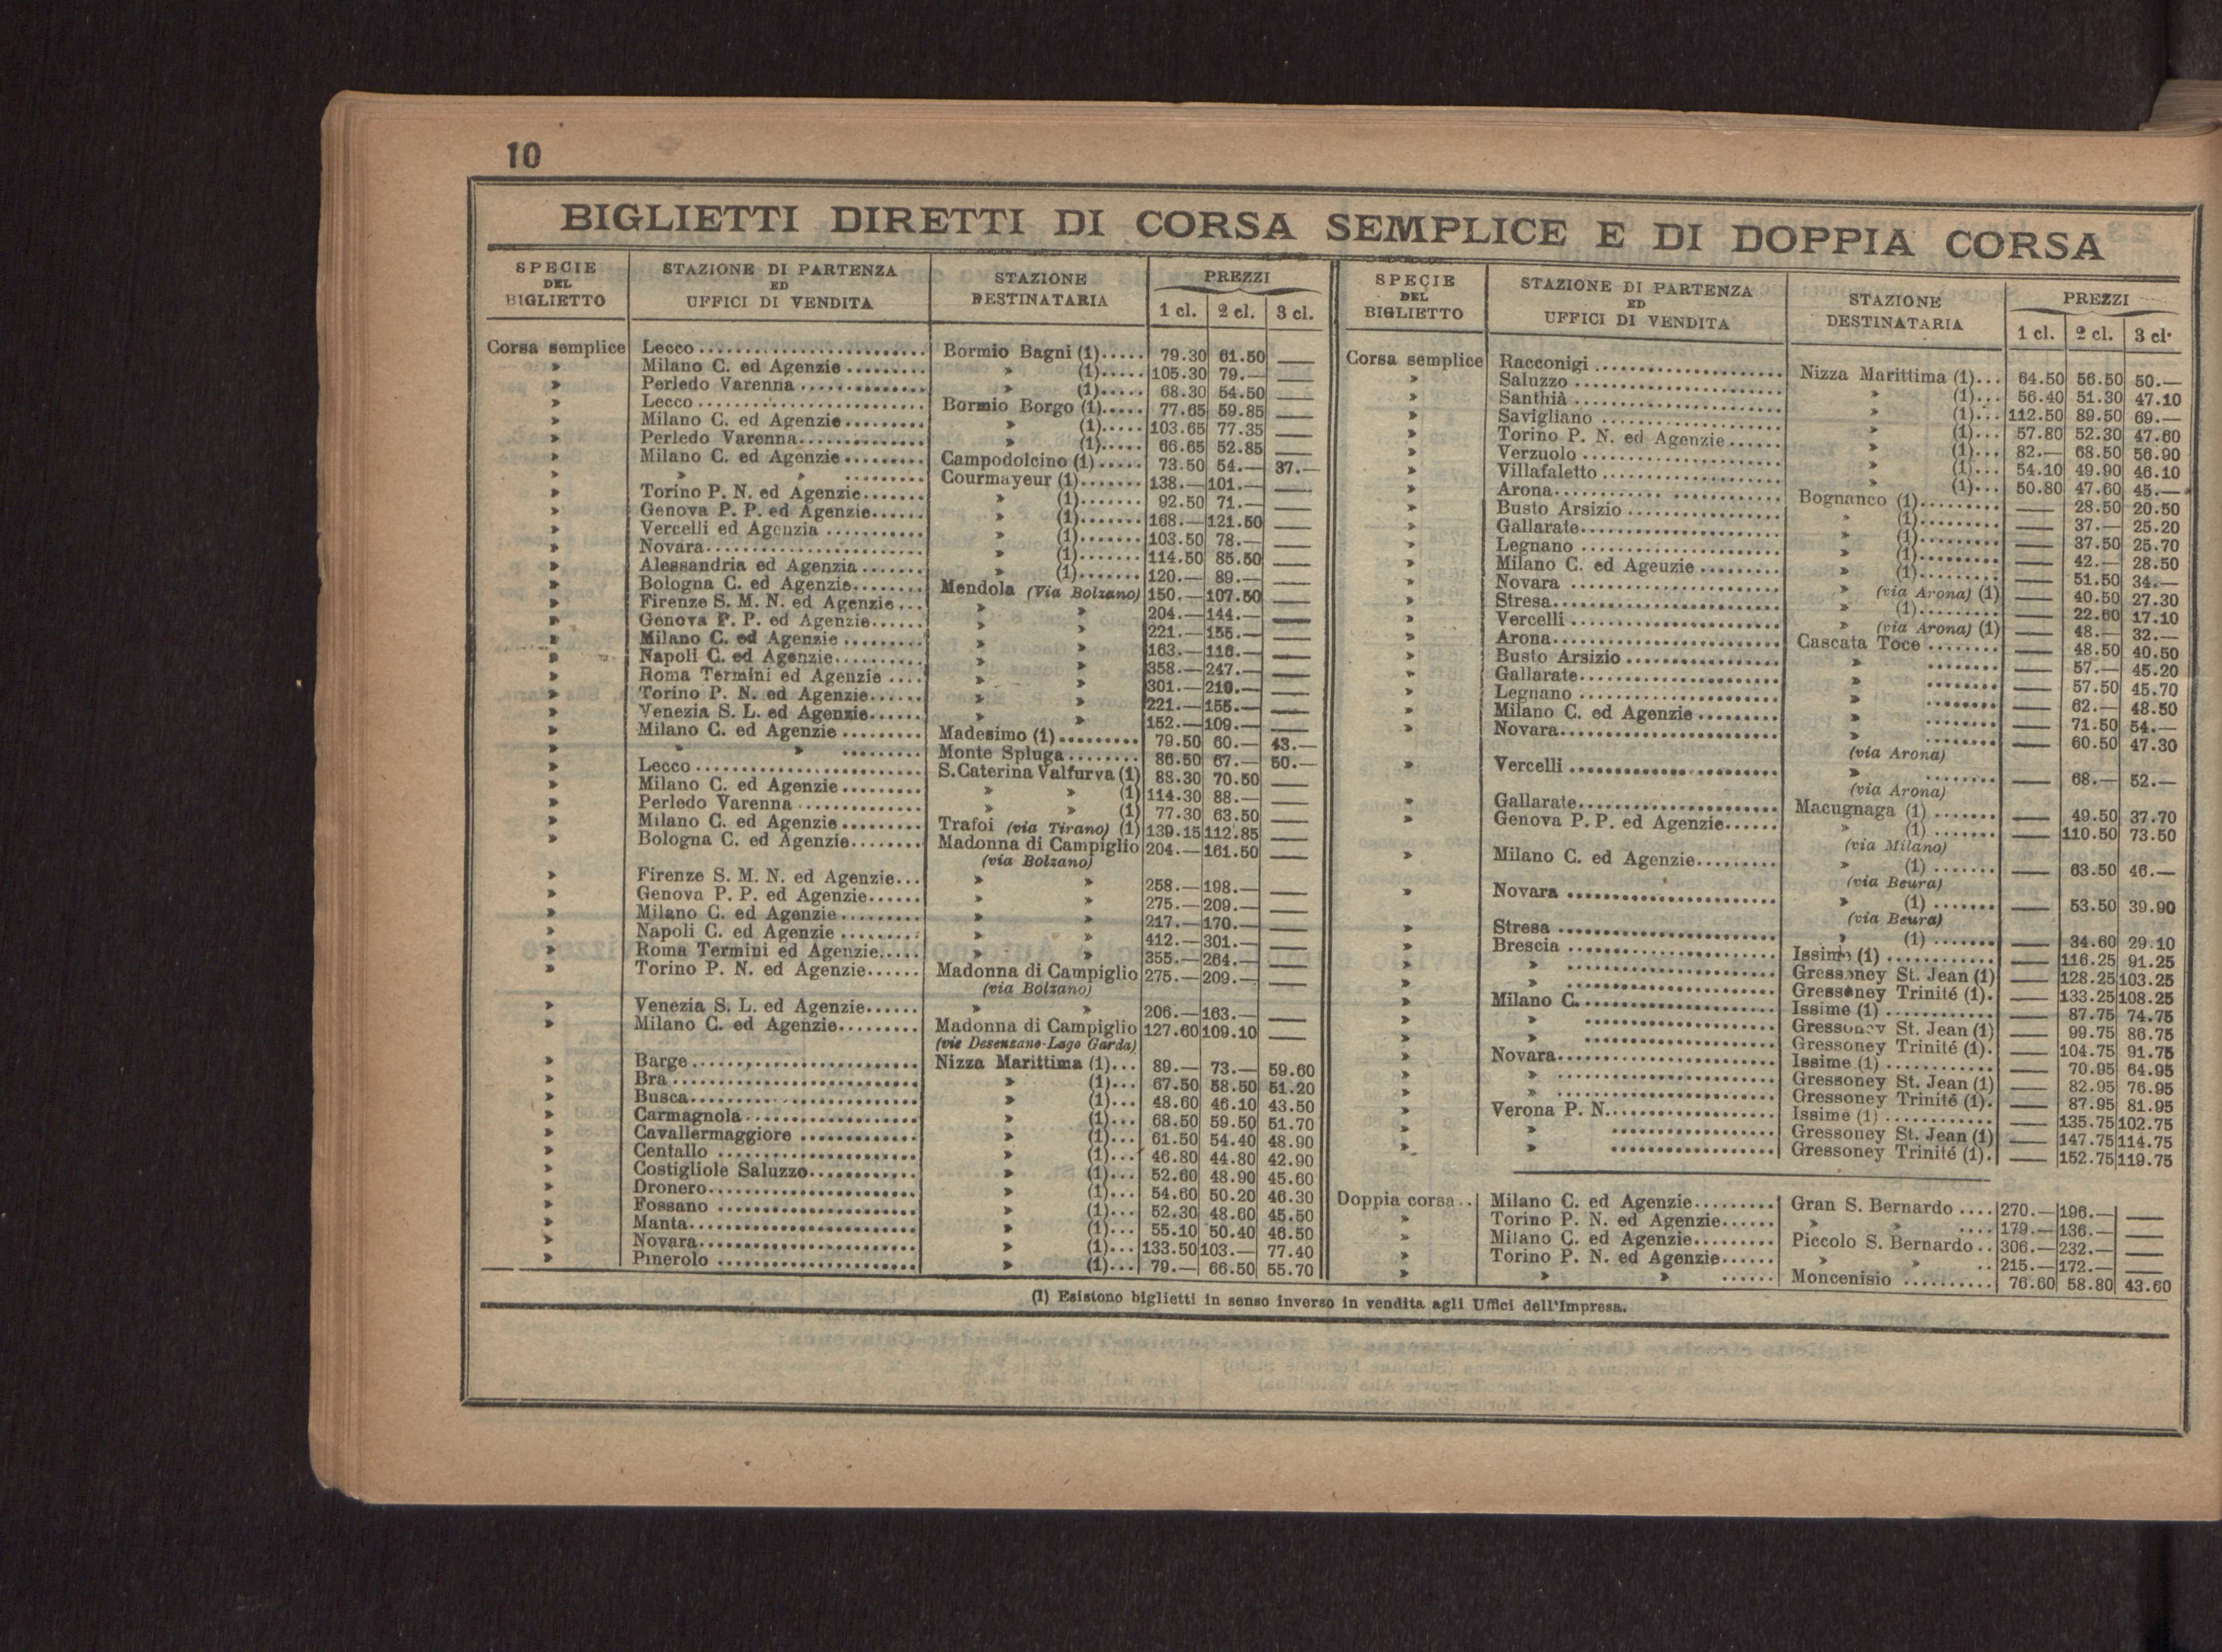 10
BIGLIETTI DIRETTI DI CORSA SEMPLICE E DI DOPPIA CORSA
SPECIE DEL BIGLIETTO | STAZIONE DI PARTENZA ED UFFICI DI VENDITA | STAZIONE DESTINATARIA | PREZZI 1 cl. | 2 cl. | 3 cl.
Corsa semplice | Lecco | Bormio Bagni (1) | 79.30 | 61.50 | —
» | Milano C. ed Agenzie | » (1) | 105.30 | 79.— | —
» | Perledo Varenna | » (1) | 68.30 | 54.50 | —
» | Lecco | Bormio Borgo (1) | 77.65 | 59.85 | —
» | Milano C. ed Agenzie | » (1) | 103.65 | 77.35 | —
» | Perledo Varenna | » (1) | 66.65 | 52.85 | —
» | Milano C. ed Agenzie | Campodolcino (1) | 73.50 | 54.— | 37.—
» | » » | Courmayeur (1) | 138.— | 101.— | —
» | Torino P. N. ed Agenzie | » (1) | 92.50 | 71.— | —
» | Genova P. P. ed Agenzie | » (1) | 168.— | 121.50 | —
» | Vercelli ed Agenzia | » (1) | 103.50 | 78.— | —
» | Novara | » (1) | 114.50 | 85.50 | —
» | Alessandria ed Agenzia | » (1) | 120.— | 89.— | —
» | Bologna C. ed Agenzie | Mendola (Via Bolzano) | 150.— | 107.50 | —
» | Firenze S. M. N. ed Agenzie | » » | 204.— | 144.— | —
» | Genova P. P. ed Agenzie | » » | 221.— | 155.— | —
» | Milano C. ed Agenzie | » » | 163.— | 116.— | —
» | Napoli C. ed Agenzie | » » | 358.— | 247.— | —
» | Roma Termini ed Agenzie | » » | 301.— | 210.— | —
» | Torino P. N. ed Agenzie | » » | 221.— | 155.— | —
» | Venezia S. L. ed Agenzie | » » | 152.— | 109.— | —
» | Milano C. ed Agenzie | Madesimo (1) | 79.50 | 60.— | 43.—
» | » » | Monte Spluga | 86.50 | 67.— | 50.—
» | Lecco | S. Caterina Valfurva (1) | 88.30 | 70.50 | —
» | Milano C. ed Agenzie | » » (1) | 114.30 | 88.— | —
» | Perledo Varenna | » » (1) | 77.30 | 63.50 | —
» | Milano C. ed Agenzie | Trafoi (via Tirano) (1) | 139.15 | 112.85 | —
» | Bologna C. ed Agenzie | Madonna di Campiglio (via Bolzano) | 204.— | 161.50 | —
» | Firenze S. M. N. ed Agenzie | » » | 258.— | 198.— | —
» | Genova P. P. ed Agenzie | » » | 275.— | 209.— | —
» | Milano C. ed Agenzie | » » | 217.— | 170.— | —
» | Napoli C. ed Agenzie | » » | 412.— | 301.— | —
» | Roma Termini ed Agenzie | » » | 355.— | 264.— | —
» | Torino P. N. ed Agenzie | Madonna di Campiglio (via Bolzano) | 275.— | 209.— | —
» | Venezia S. L. ed Agenzie | » » | 206.— | 163.— | —
» | Milano C. ed Agenzie | Madonna di Campiglio (vie Desenzano-Lago Garda) | 127.60 | 109.10 | —
» | Barge | Nizza Marittima (1) | 89.— | 73.— | 59.60
» | Bra | » (1) | 67.50 | 58.50 | 51.20
» | Busca | » (1) | 48.60 | 46.10 | 43.50
» | Carmagnola | » (1) | 68.50 | 59.50 | 51.70
» | Cavallermaggiore | » (1) | 61.50 | 54.40 | 48.90
» | Centallo | » (1) | 46.80 | 44.80 | 42.90
» | Costigliole Saluzzo | » (1) | 52.60 | 48.90 | 45.60
» | Dronero | » (1) | 54.60 | 50.20 | 46.30
» | Fossano | » (1) | 52.30 | 48.60 | 45.50
» | Manta | » (1) | 55.10 | 50.40 | 46.50
» | Novara | » (1) | 133.50 | 103.— | 77.40
» | Pinerolo | » (1) | 79.— | 66.50 | 55.70
SPECIE DEL BIGLIETTO | STAZIONE DI PARTENZA ED UFFICI DI VENDITA | STAZIONE DESTINATARIA | PREZZI 1 cl. | 2 cl. | 3 cl.
Corsa semplice | Racconigi | Nizza Marittima (1) | 64.50 | 56.50 | 50.—
» | Saluzzo | » (1) | 56.40 | 51.30 | 47.10
» | Santhià | » (1) | 112.50 | 89.50 | 69.—
» | Savigliano | » (1) | 57.80 | 52.30 | 47.60
» | Torino P. N. ed Agenzie | » (1) | 82.— | 68.50 | 56.90
» | Verzuolo | » (1) | 54.10 | 49.90 | 46.10
» | Villafaletto | » (1) | 50.80 | 47.60 | 45.—
» | Arona | Bognanco (1) | — | 28.50 | 20.50
» | Busto Arsizio | » (1) | — | 37.— | 25.20
» | Gallarate | » (1) | — | 37.50 | 25.70
» | Legnano | » (1) | — | 42.— | 28.50
» | Milano C. ed Ageuzie | » (1) | — | 51.50 | 34.—
» | Novara | » (via Arona) (1) | — | 40.50 | 27.30
» | Stresa | » (1) | — | 22.60 | 17.10
» | Vercelli | » (via Arona) (1) | — | 48.— | 32.—
» | Arona | Cascata Toce | — | 48.50 | 40.50
» | Busto Arsizio | » | — | 57.— | 45.20
» | Gallarate | » | — | 57.50 | 45.70
» | Legnano | » | — | 62.— | 48.50
» | Milano C. ed Agenzie | » | — | 71.50 | 54.—
» | Novara | » (via Arona) | — | 60.50 | 47.30
» | Vercelli | » (via Arona) | — | 68.— | 52.—
» | Gallarate | Macugnaga (1) | — | 49.50 | 37.70
» | Genova P. P. ed Agenzie | » (1) (via Milano) | — | 110.50 | 73.50
» | Milano C. ed Agenzie | » (1) (via Beura) | — | 63.50 | 46.—
» | Novara | » (1) (via Beura) | — | 53.50 | 39.90
» | Stresa | » (1) | — | 34.60 | 29.10
» | Brescia | Issime (1) | — | 116.25 | 91.25
» | » | Gressoney St. Jean (1) | — | 128.25 | 103.25
» | » | Gressoney Trinité (1) | — | 133.25 | 108.25
» | Milano C. | Issime (1) | — | 87.75 | 74.75
» | » | Gressoney St. Jean (1) | — | 99.75 | 86.75
» | » | Gressoney Trinité (1) | — | 104.75 | 91.75
» | Novara | Issime (1) | — | 70.95 | 64.95
» | » | Gressoney St. Jean (1) | — | 82.95 | 76.95
» | » | Gressoney Trinité (1) | — | 87.95 | 81.95
» | Verona P. N. | Issime (1) | — | 135.75 | 102.75
» | » | Gressoney St. Jean (1) | — | 147.75 | 114.75
» | » | Gressoney Trinité (1) | — | 152.75 | 119.75
Doppia corsa | Milano C. ed Agenzie | Gran S. Bernardo | 270.— | 196.— | —
» | Torino P. N. ed Agenzie | » » | 179.— | 136.— | —
» | Milano C. ed Agenzie | Piccolo S. Bernardo | 306.— | 232.— | —
» | Torino P. N. ed Agenzie | » » | 215.— | 172.— | —
» | » » | Moncenisio | 76.60 | 58.80 | 43.60
(1) Esistono biglietti in senso inverso in vendita agli Uffici dell'Impresa.